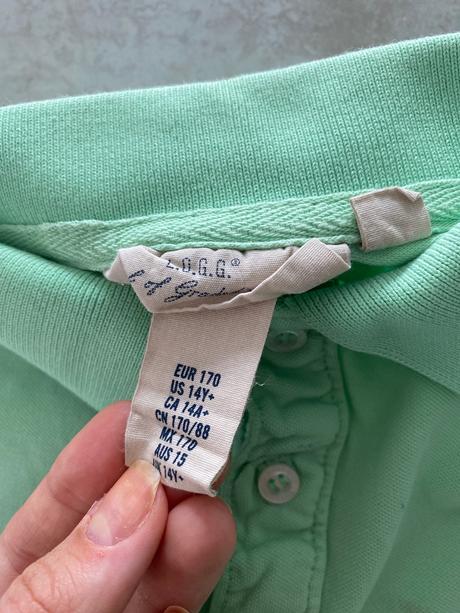 L.O.G.G.®
EUR 170
US 14Y+
CA 14A+
CN 170/88
MX 170
AUS 15
14Y+